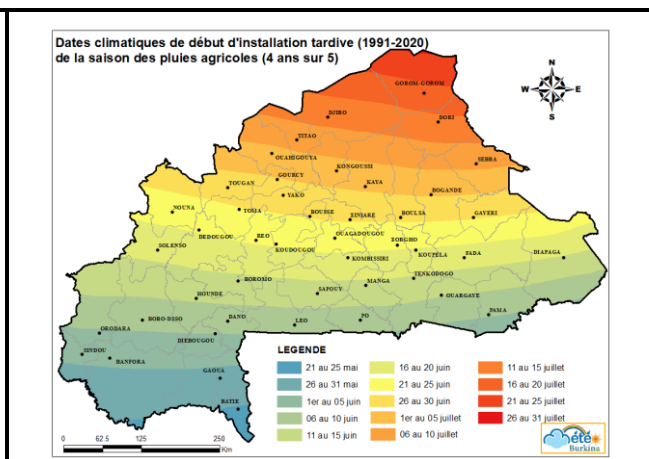 Dates climatiques de début d'installation tardive (1991-2020)
de la saison des pluies agricoles (4 ans sur 5)
N
W E
S
GOROM-GOROM
DJIBO
DORI
TITAO
OUAHIGOUYA
SEBBA
KONGOUSSI
GOURCY
TOUGAN
KAYA
YAKO
BOGANDE
NOUNA
TOMA
BOUSSE
ZINIARE
BOULSA
GAYERI
DEDOUGOU
REO
OUAGADOUGOU
SOLENSO
KOUDOUGOU
ZORGHO
KOUPELA
FADA
DIAPAGA
KOMBISSIRI
BOROMO
TENKODOGO
MANGA
SAPOUY
HOUNDE
OUARGAYE
BOBO-DISSO
DANO
LEO
PO
PAMA
ORODARA
DIEBOUGOU
SINDOU
BANFORA
GAOUA
BATIE
LEGENDE
21 au 25 mai
26 au 31 mai
1er au 05 juin
06 au 10 juin
11 au 15 juin
16 au 20 juin
21 au 25 juin
26 au 30 juin
1er au 05 juillet
06 au 10 juillet
11 au 15 juillet
16 au 20 juillet
21 au 25 juillet
26 au 31 juillet
0 62.5 125 250
Km
Météo
Burkina